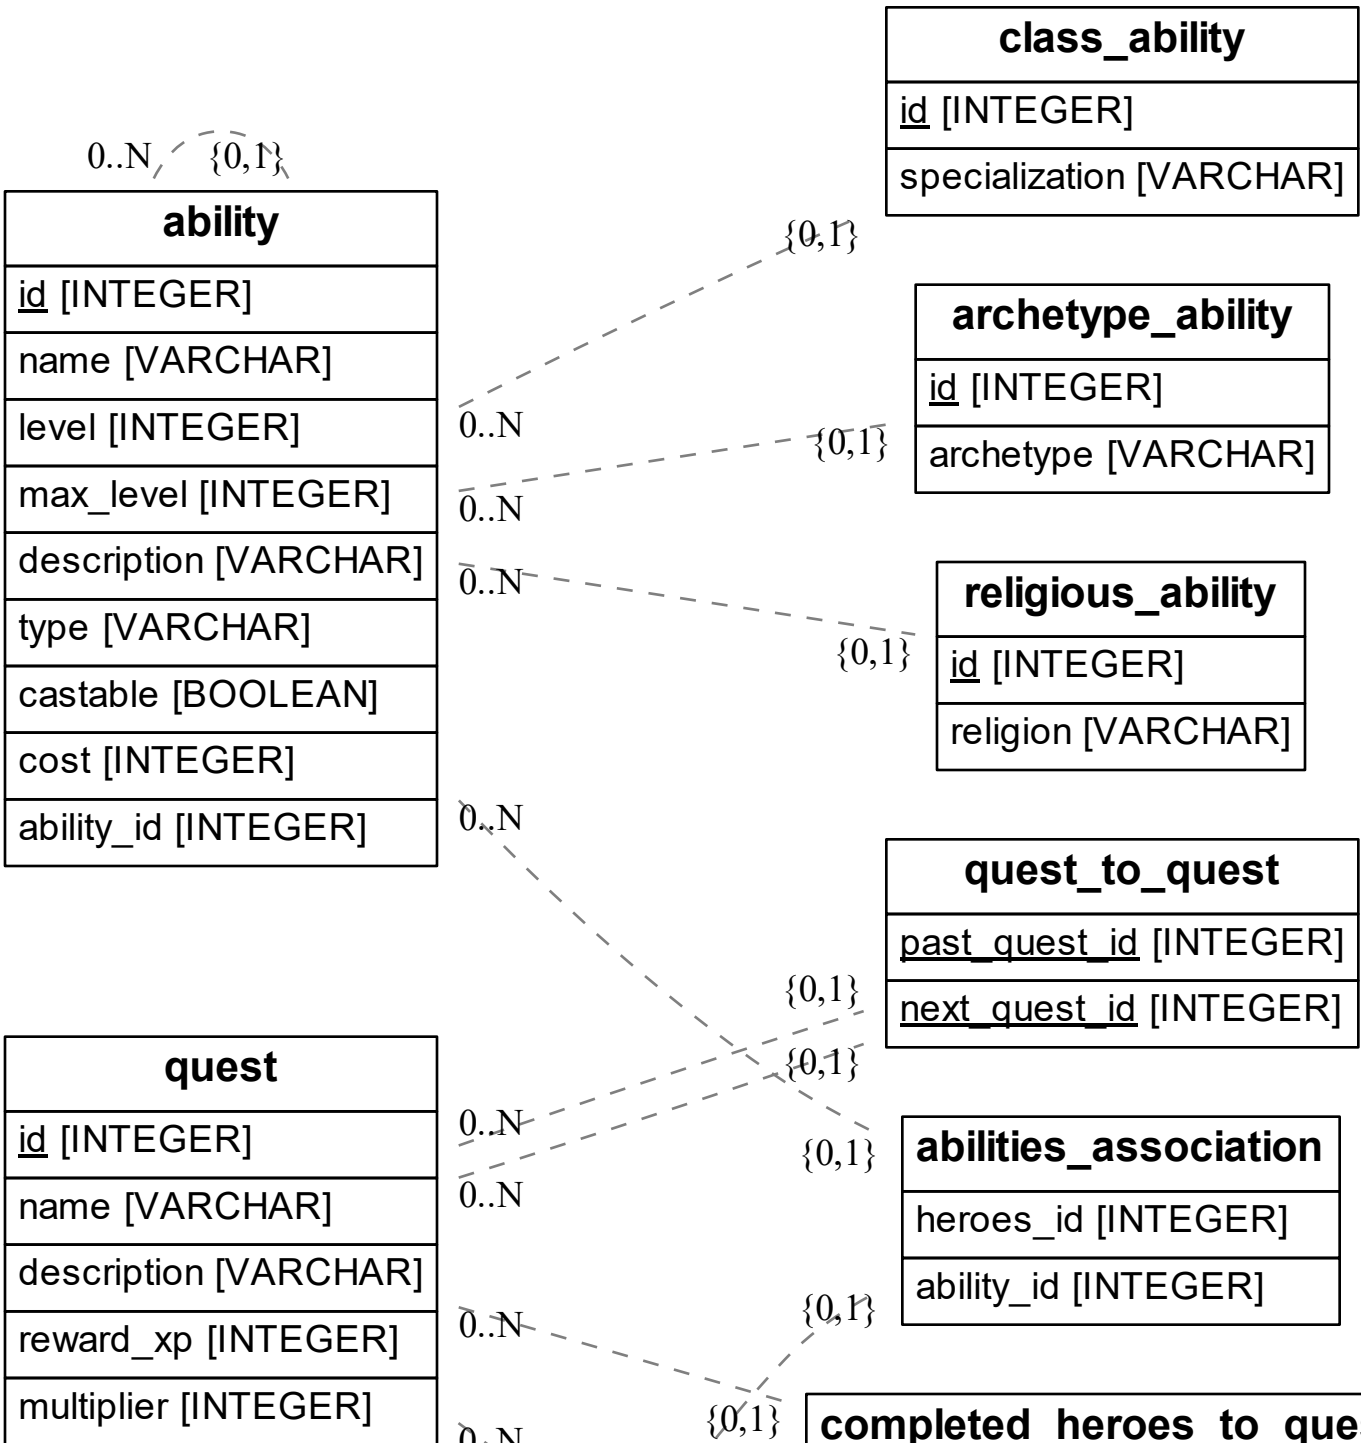 class_ability
id [INTEGER]
specialization [VARCHAR]
0..N {0,1}
ability
id [INTEGER]
name [VARCHAR]
level [INTEGER]
max_level [INTEGER]
description [VARCHAR]
type [VARCHAR]
castable [BOOLEAN]
cost [INTEGER]
ability_id [INTEGER]
{0,1}
0..N
archetype_ability
id [INTEGER]
archetype [VARCHAR]
{0,1}
0..N
0..N
{0,1}
religious_ability
id [INTEGER]
religion [VARCHAR]
0..N
quest_to_quest
past_quest_id [INTEGER]
next_quest_id [INTEGER]
{0,1}
{0,1}
quest
id [INTEGER]
name [VARCHAR]
description [VARCHAR]
reward_xp [INTEGER]
multiplier [INTEGER]
0..N
0..N
{0,1}
abilities_association
heroes_id [INTEGER]
ability_id [INTEGER]
{0,1}
0..N
{0,1}
completed_heroes_to_ques
0..N